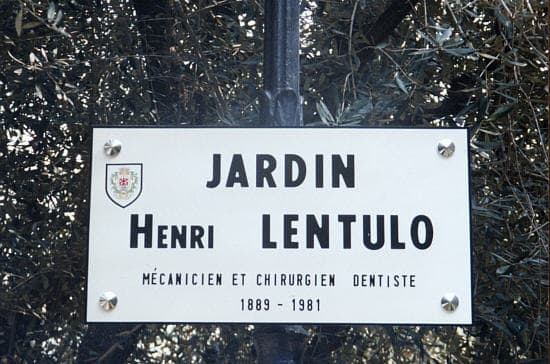 JARDIN
HENRI LENTULO
MÉCANICIEN ET CHIRURGIEN DENTISTE
1889 - 1981